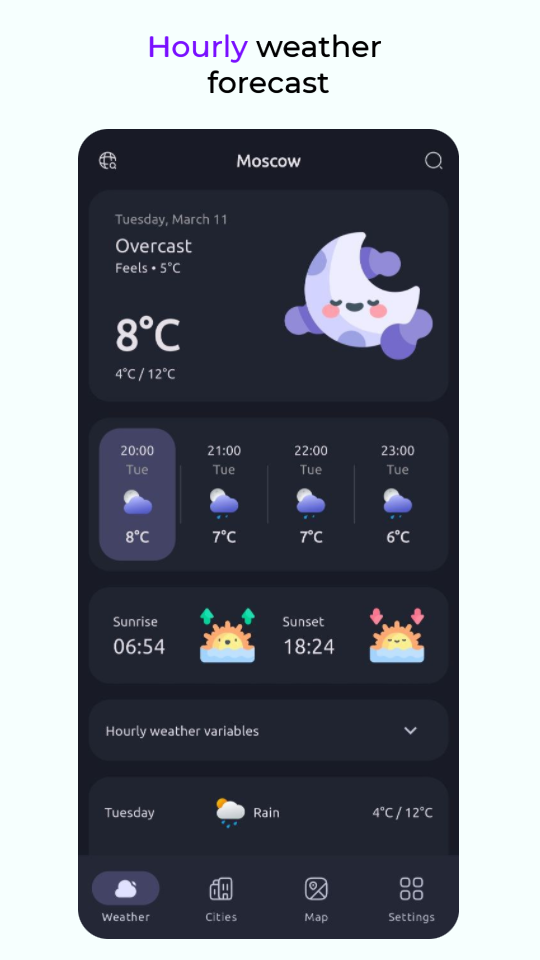 Hourly weather
forecast
Moscow
Tuesday, March 11
Overcast
Feels • 5°C
8°C
4°C / 12°C
20:00 21:00 22:00 23:00
Tue Tue Tue Tue
8°C 7°C 7°C 6°C
Sunrise Sunset
06:54 18:24
Hourly weather variables
Tuesday Rain 4°C / 12°C
Weather Cities Map Settings